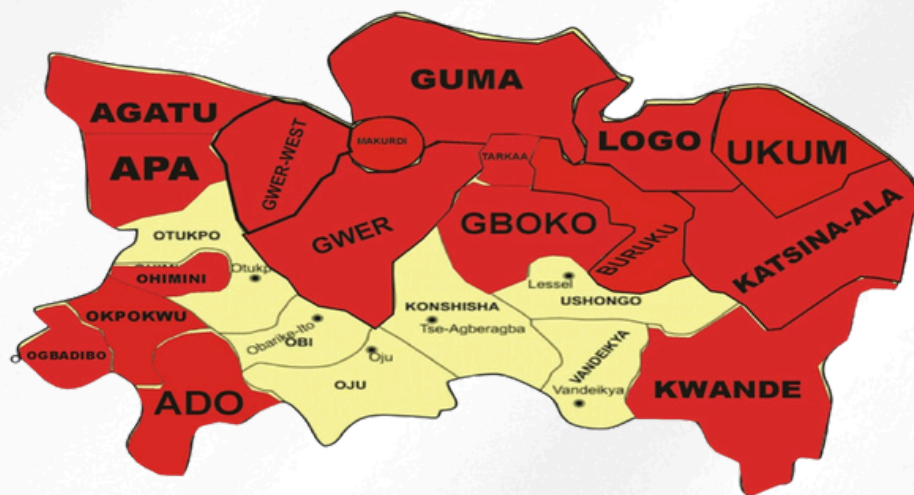 GUMA
AGATU
MAKURDI
LOGO
UKUM
TARKAA
APA
GWER-WEST
GWER
GBOKO
BURUKU
KATSINA-ALA
OTUKPO
OHIMINI
Otukp
Lessel
USHONGO
KONSHISHA
Tse-Agberagba
OKPOKWU
Obarike-Ito
OBI
OGBADIBO
Oju
VANDEIKYA
OJU
ADO
Vandeikya
KWANDE